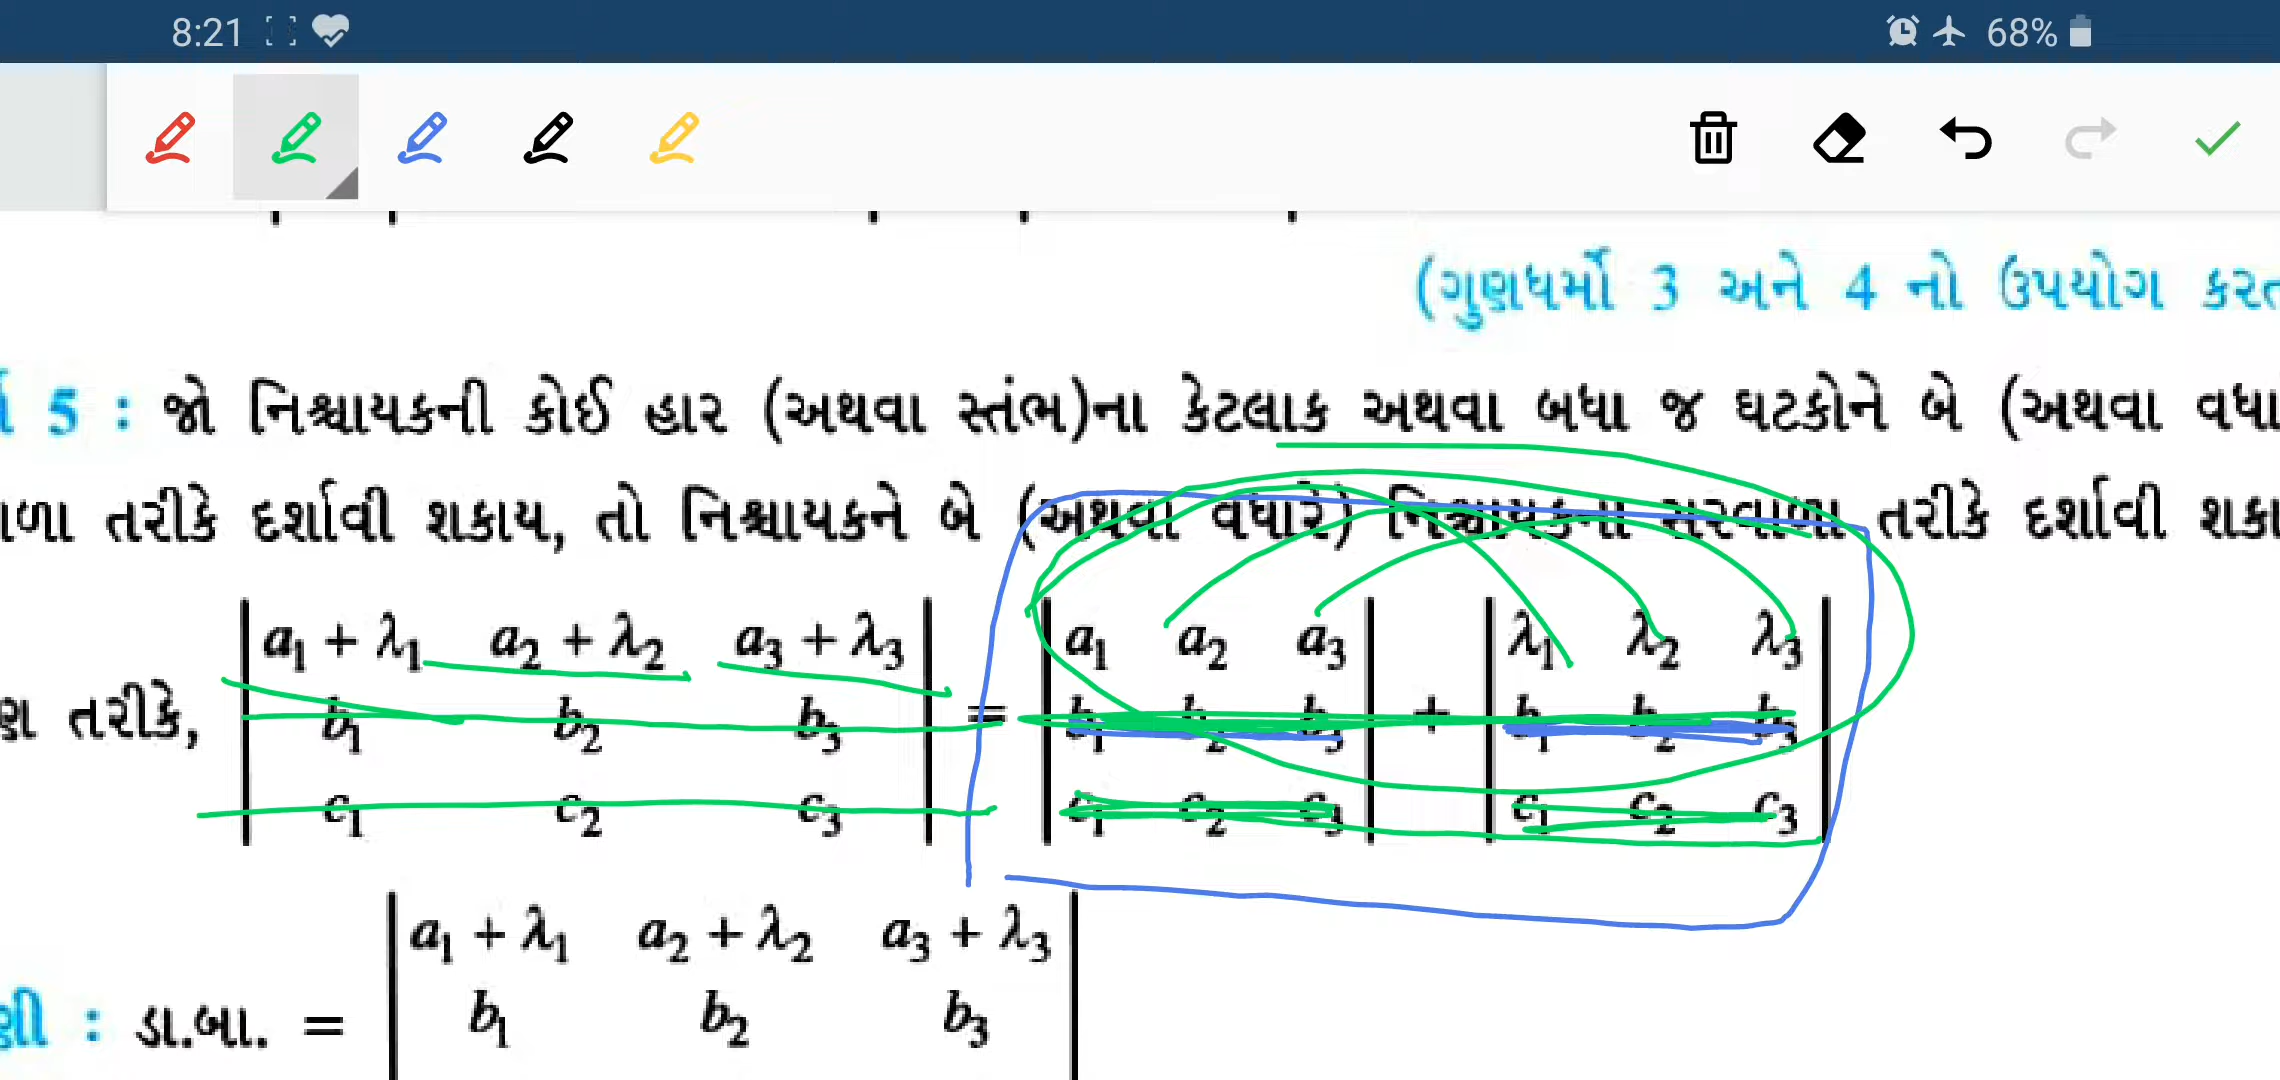 8:21 68%
(ગુણધર્મો 3 અને 4 નો ઉપયોગ
5 : જો નિશ્ચાયકની કોઈ હાર (અથવા સ્તંભ)ના કેટલાક અથવા બધા જ ઘટકોને બે (અથવા
તરીકે દર્શાવી શકાય, તો નિશ્ચાયકને બે (અથવા વધારે) નિશ્ચાયકના સરવાળા તરીકે દર્શાવી
તરીકે, | a₁ + λ₁ a₂ + λ₂ a₃ + λ₃ | = | a₁ a₂ a₃ | + | λ₁ λ₂ λ₃ |
b₁ b₂ b₃ b₁ b₂ b₃ b₁ b₂ b₃
c₁ c₂ c₃ c₁ c₂ c₃ c₁ c₂ c₃
a₁ + λ₁ a₂ + λ₂ a₃ + λ₃
: ડા.બા. = | b₁ b₂ b₃ |